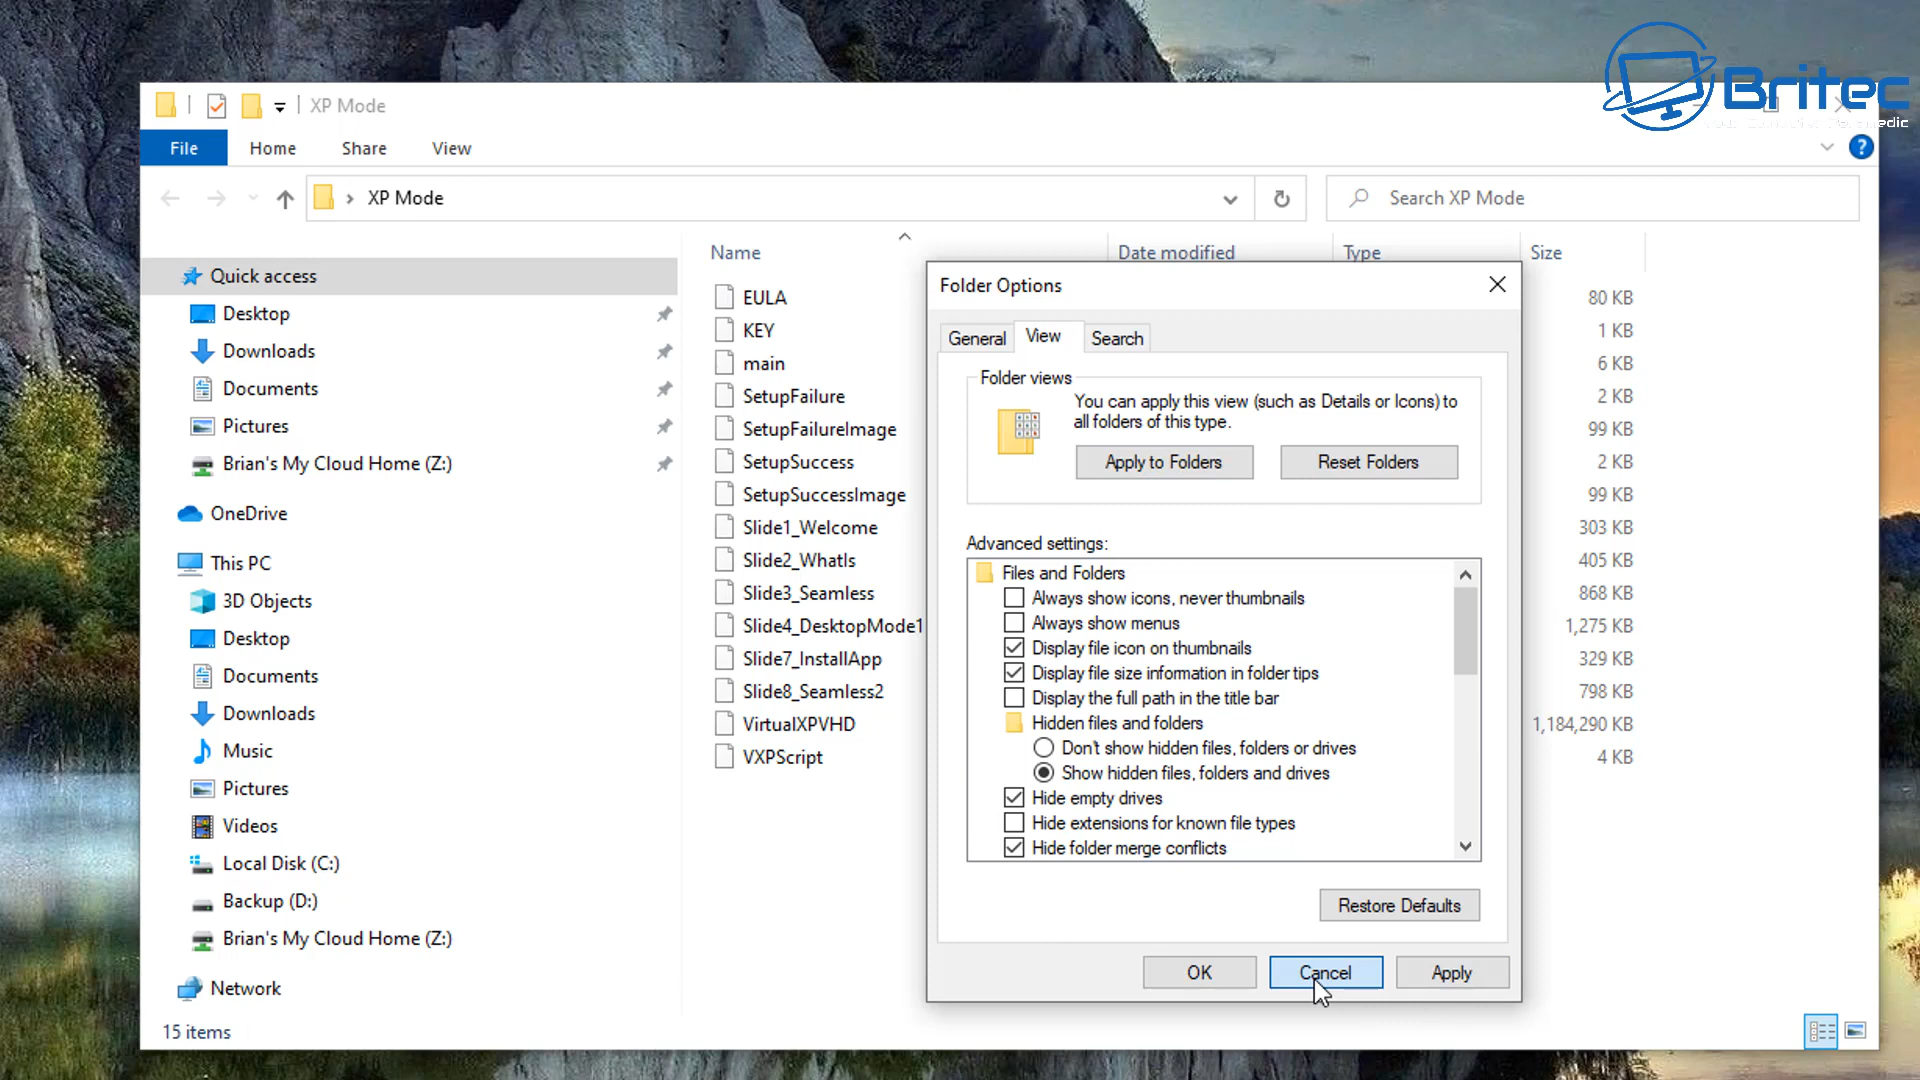 Britec
XP Mode
File Home Share View
XP Mode
Search XP Mode
Name Date modified Type Size
Quick access
Desktop
Downloads
Documents
Pictures
Brian's My Cloud Home (Z:)
OneDrive
This PC
3D Objects
Desktop
Documents
Downloads
Music
Pictures
Videos
Local Disk (C:)
Backup (D:)
Brian's My Cloud Home (Z:)
Network
15 items
EULA 80 KB
KEY 1 KB
main 6 KB
SetupFailure 2 KB
SetupFailureImage 99 KB
SetupSuccess 2 KB
SetupSuccessImage 99 KB
Slide1_Welcome 303 KB
Slide2_WhatIs 405 KB
Slide3_Seamless 868 KB
Slide4_DesktopMode1 1,275 KB
Slide7_InstallApp 329 KB
Slide8_Seamless2 798 KB
VirtualXPVHD 1,184,290 KB
VXPScript 4 KB
Folder Options
General View Search
Folder views
You can apply this view (such as Details or Icons) to
all folders of this type.
Apply to Folders Reset Folders
Advanced settings:
Files and Folders
Always show icons, never thumbnails
Always show menus
Display file icon on thumbnails
Display file size information in folder tips
Display the full path in the title bar
Hidden files and folders
Don't show hidden files, folders or drives
Show hidden files, folders and drives
Hide empty drives
Hide extensions for known file types
Hide folder merge conflicts
Restore Defaults
OK Cancel Apply